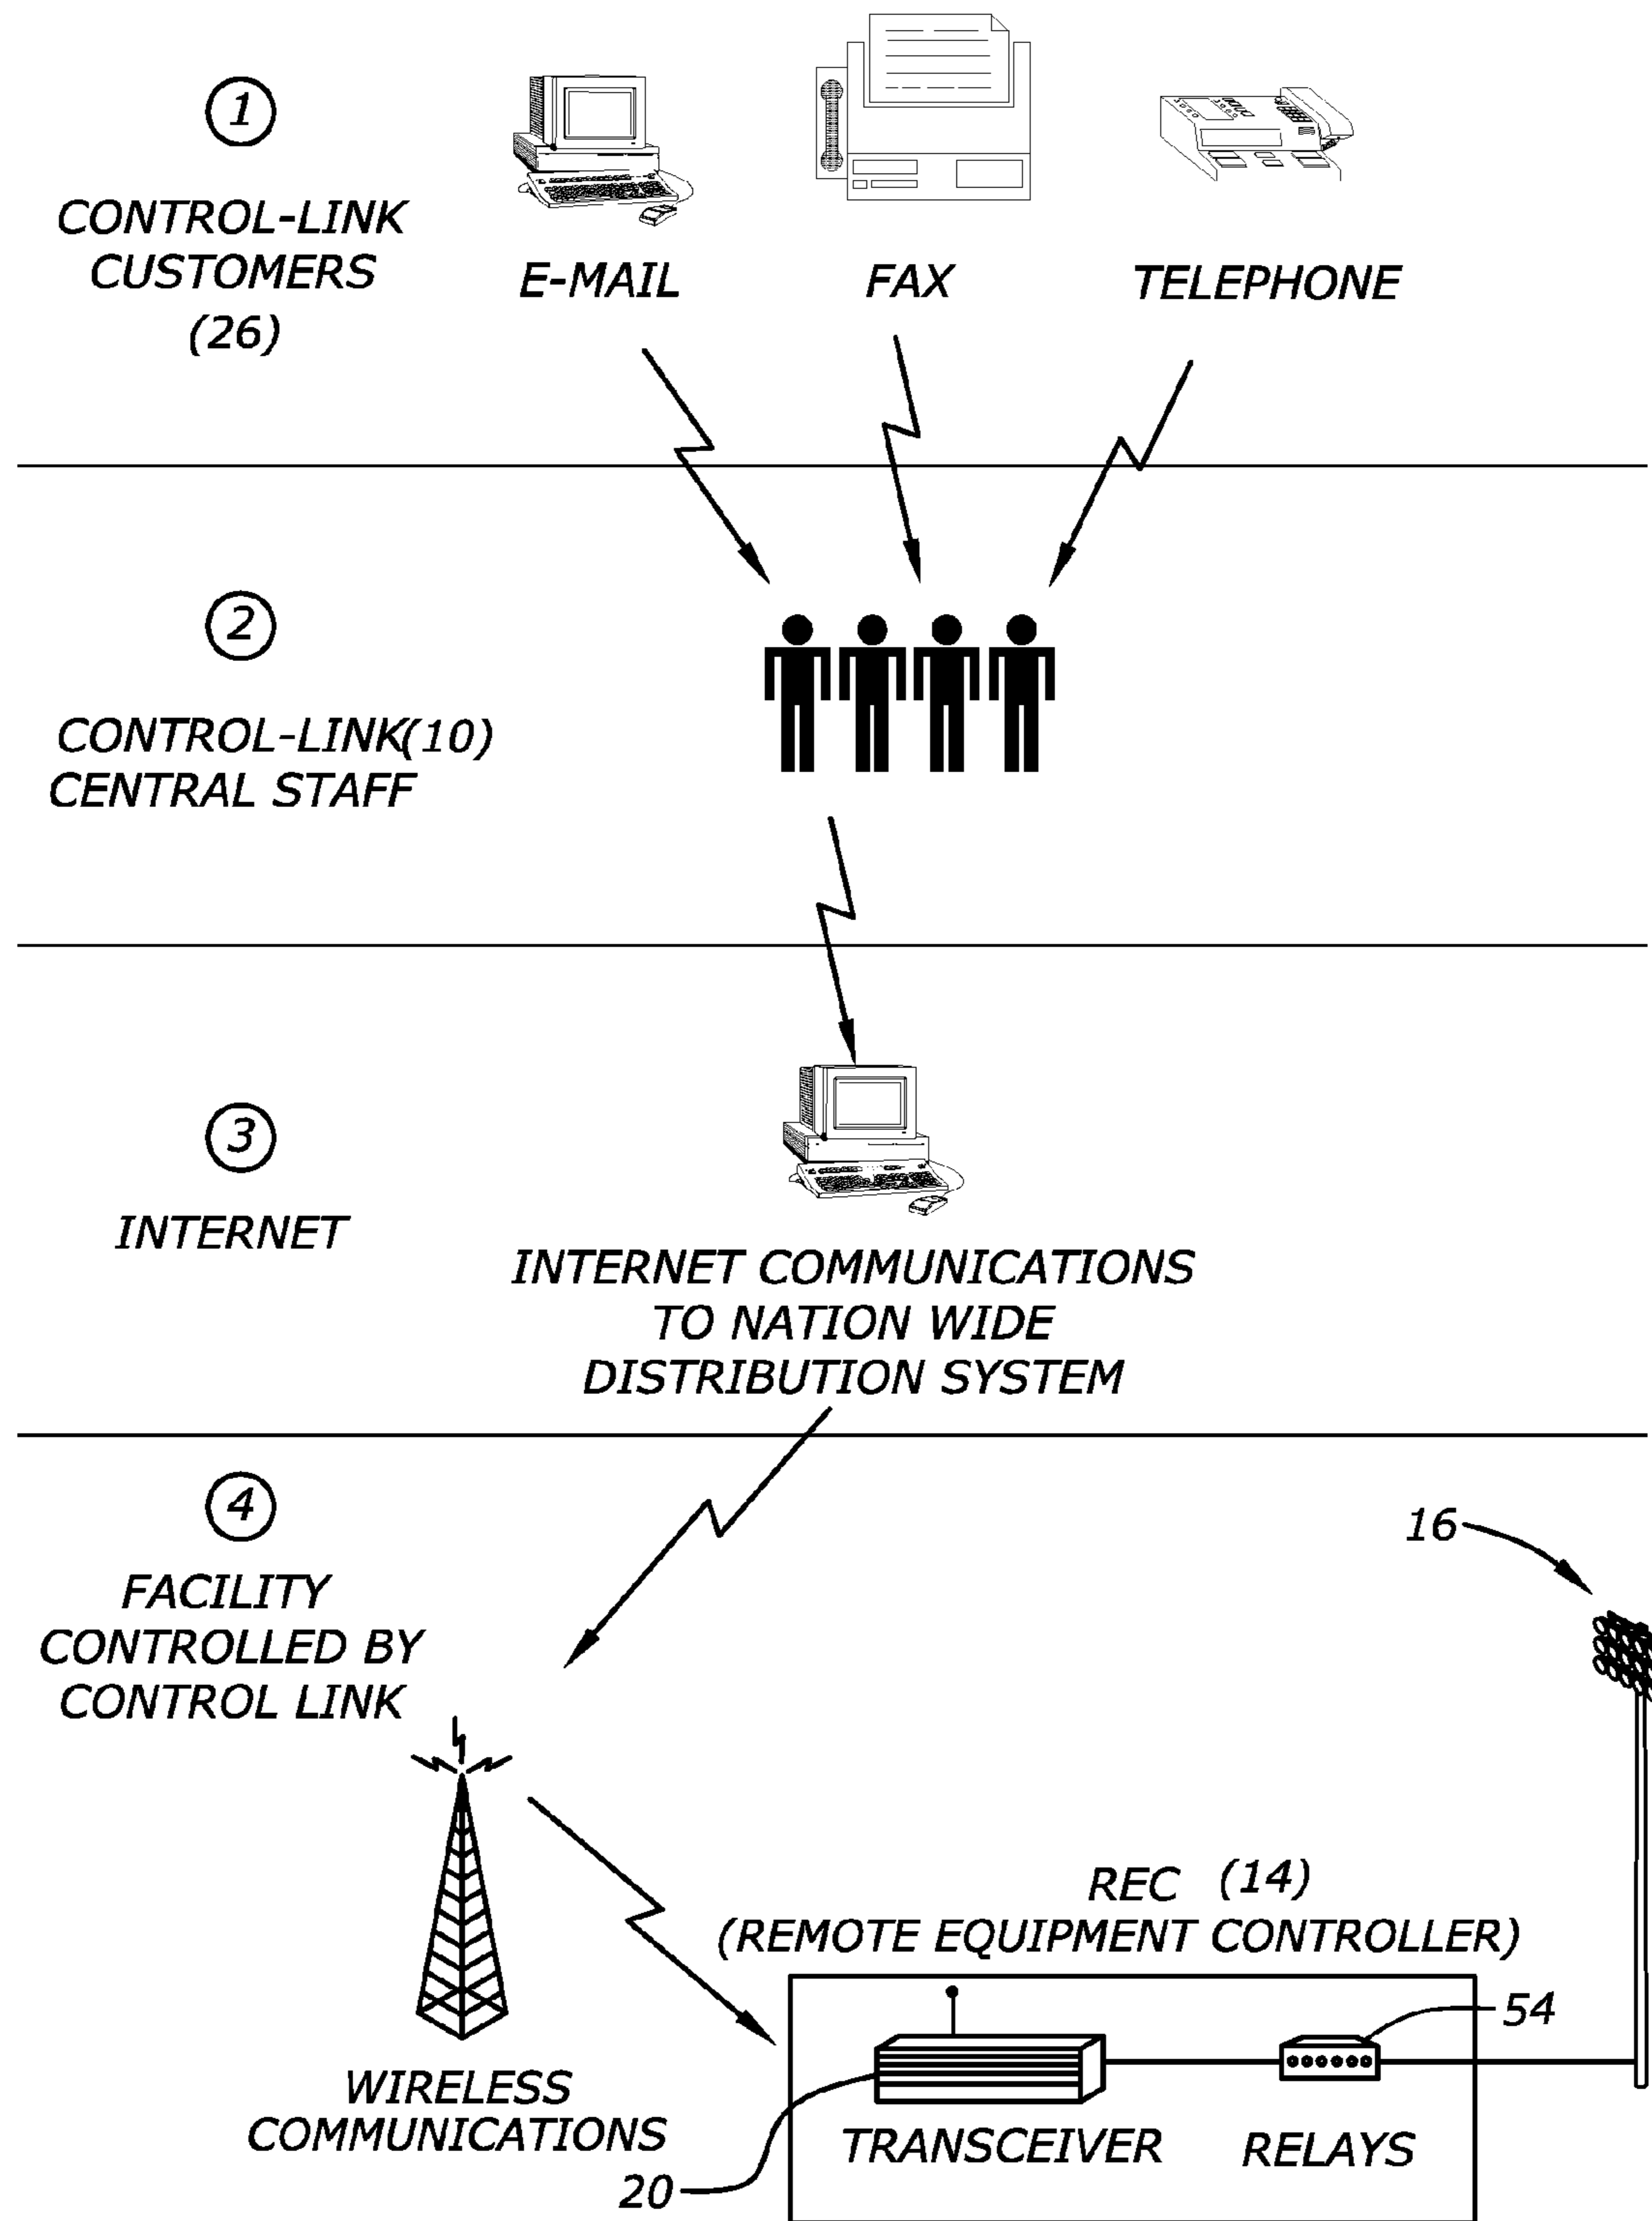 1
CONTROL-LINK
CUSTOMERS
(26)
E-MAIL
FAX
TELEPHONE
2
CONTROL-LINK(10)
CENTRAL STAFF
3
INTERNET
INTERNET COMMUNICATIONS
TO NATION WIDE
DISTRIBUTION SYSTEM
4
FACILITY
CONTROLLED BY
CONTROL LINK
16
REC (14)
(REMOTE EQUIPMENT CONTROLLER)
54
WIRELESS
COMMUNICATIONS
20
TRANSCEIVER
RELAYS